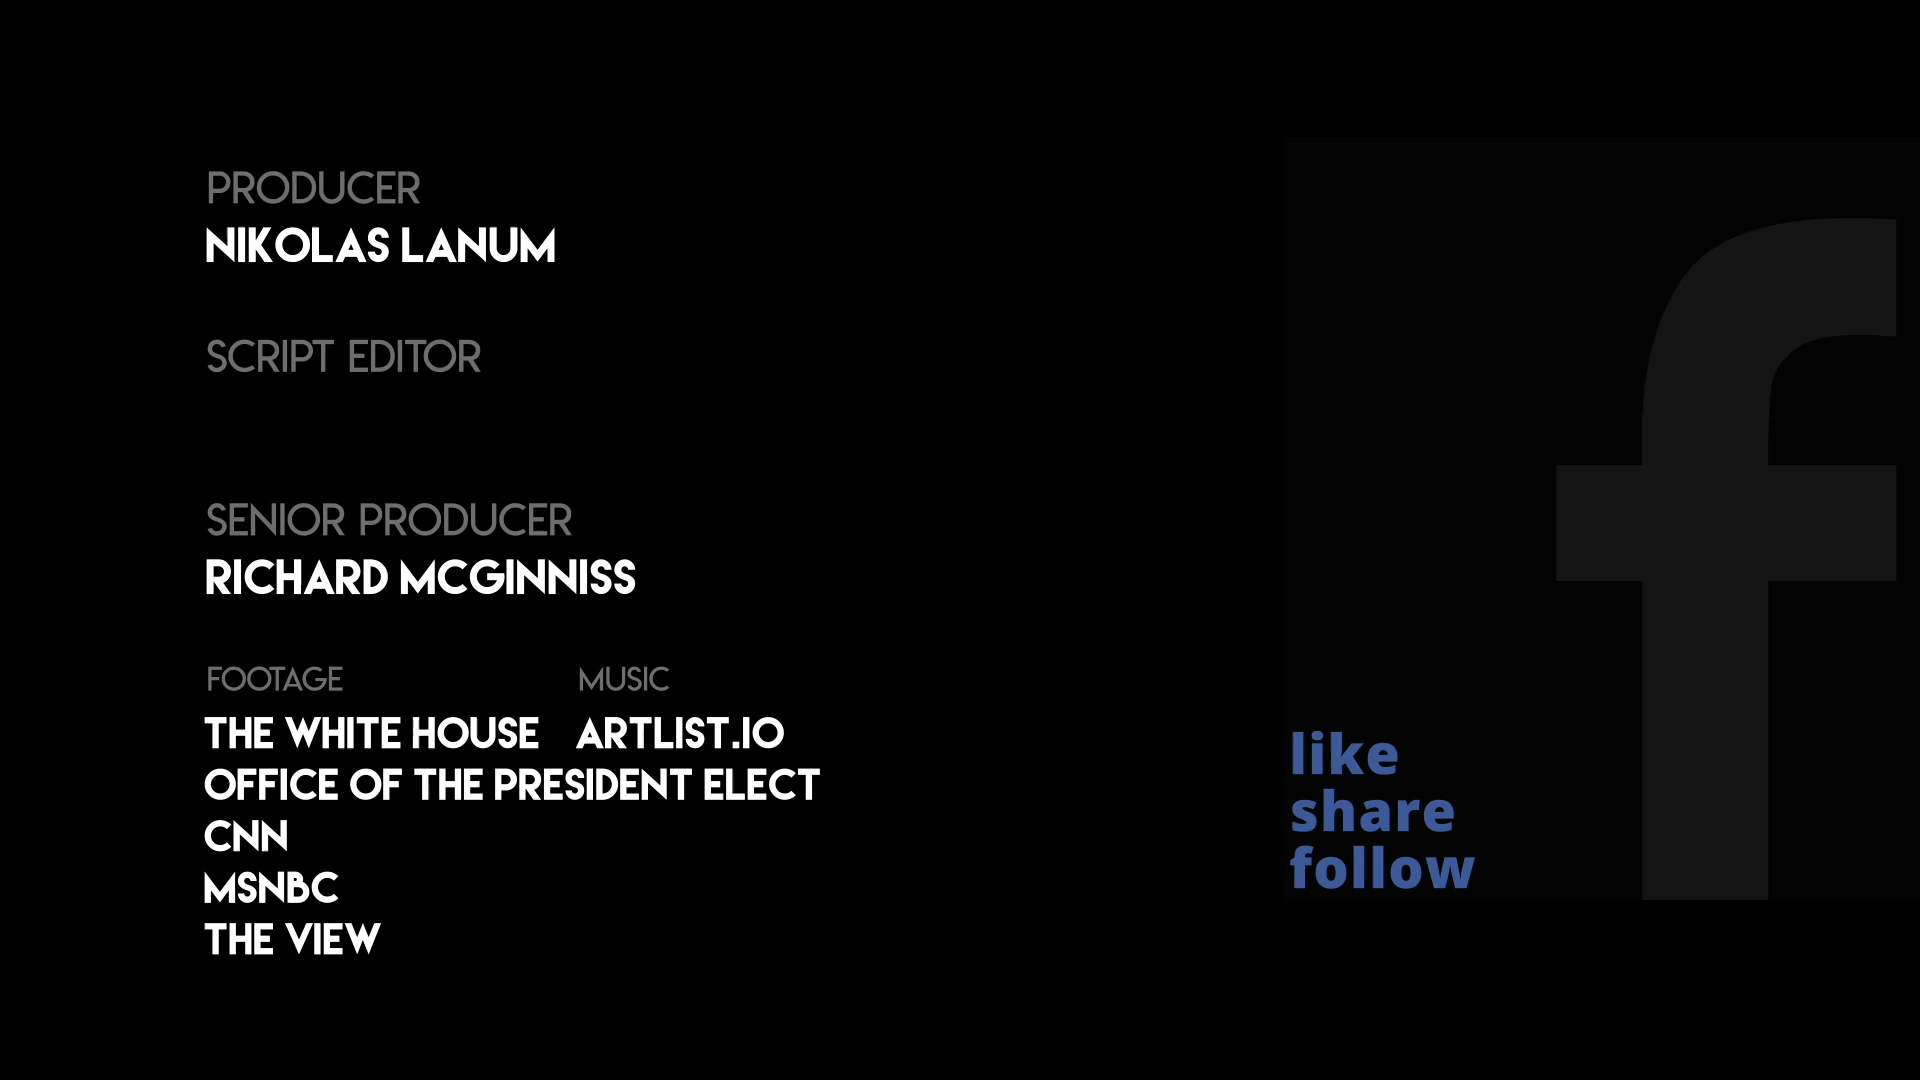 PRODUCER
NIKOLAS LANUM
SCRIPT EDITOR
SENIOR PRODUCER
RICHARD MCGINNISS
FOOTAGE
THE WHITE HOUSE
OFFICE OF THE PRESIDENT ELECT
CNN
MSNBC
THE VIEW
MUSIC
ARTLIST.IO
like
share
follow
f